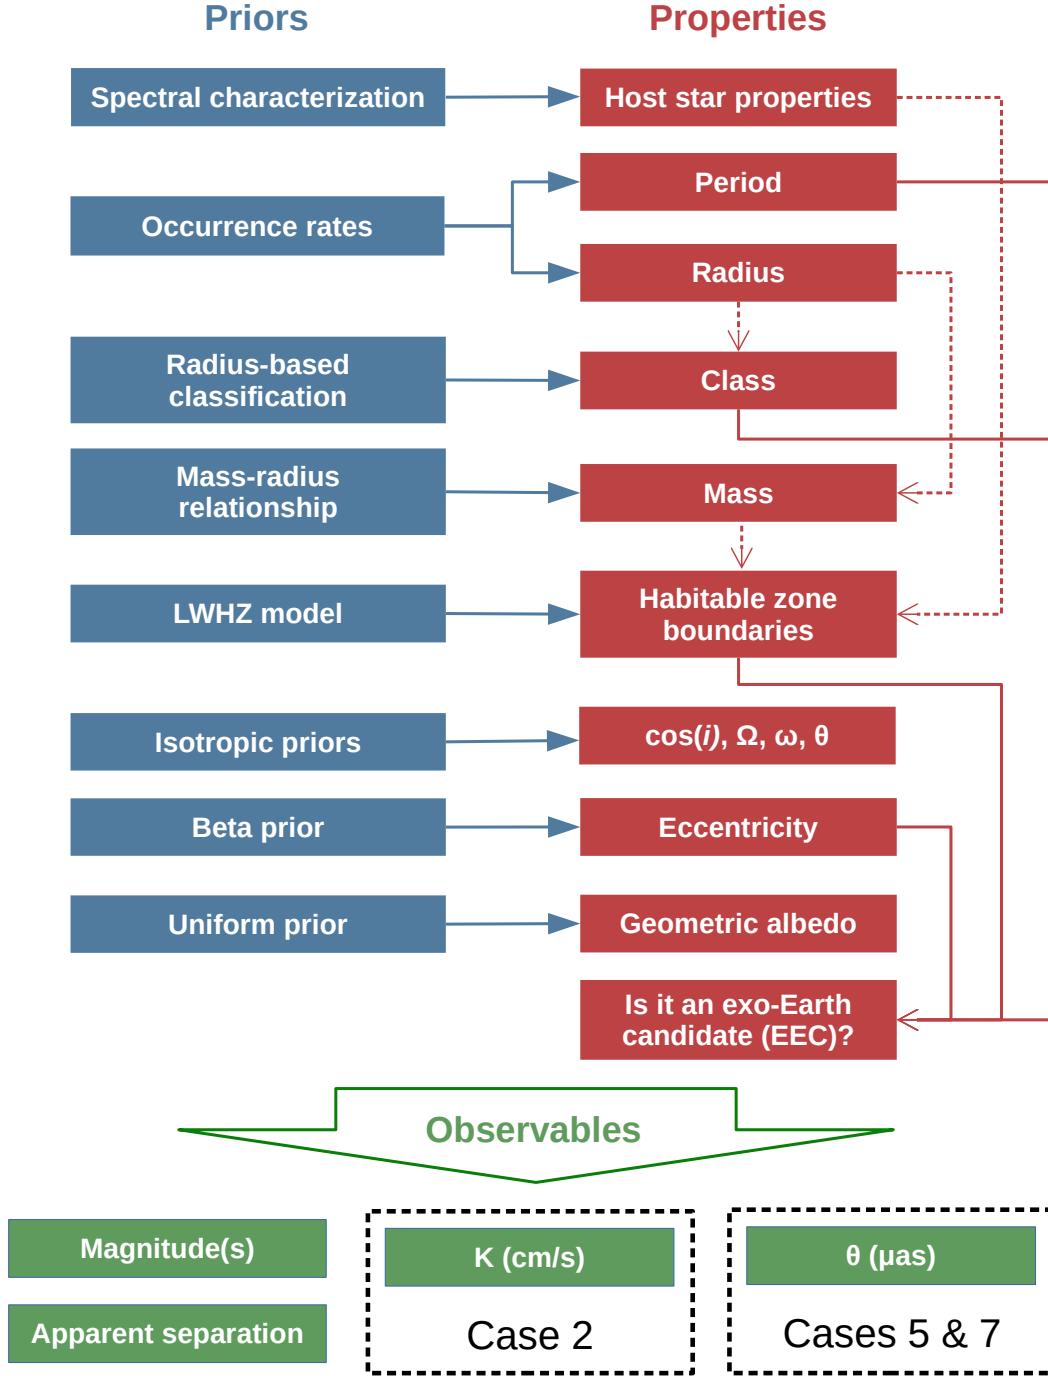 Priors
Properties
Spectral characterization
Host star properties
Period
Occurrence rates
Radius
Radius-based
classification
Class
Mass-radius
relationship
Mass
LWHZ model
Habitable zone
boundaries
Isotropic priors
cos(i), Ω, ω, θ
Beta prior
Eccentricity
Uniform prior
Geometric albedo
Is it an exo-Earth
candidate (EEC)?
Observables
Magnitude(s)
K (cm/s)
θ (μas)
Apparent separation
Case 2
Cases 5 & 7